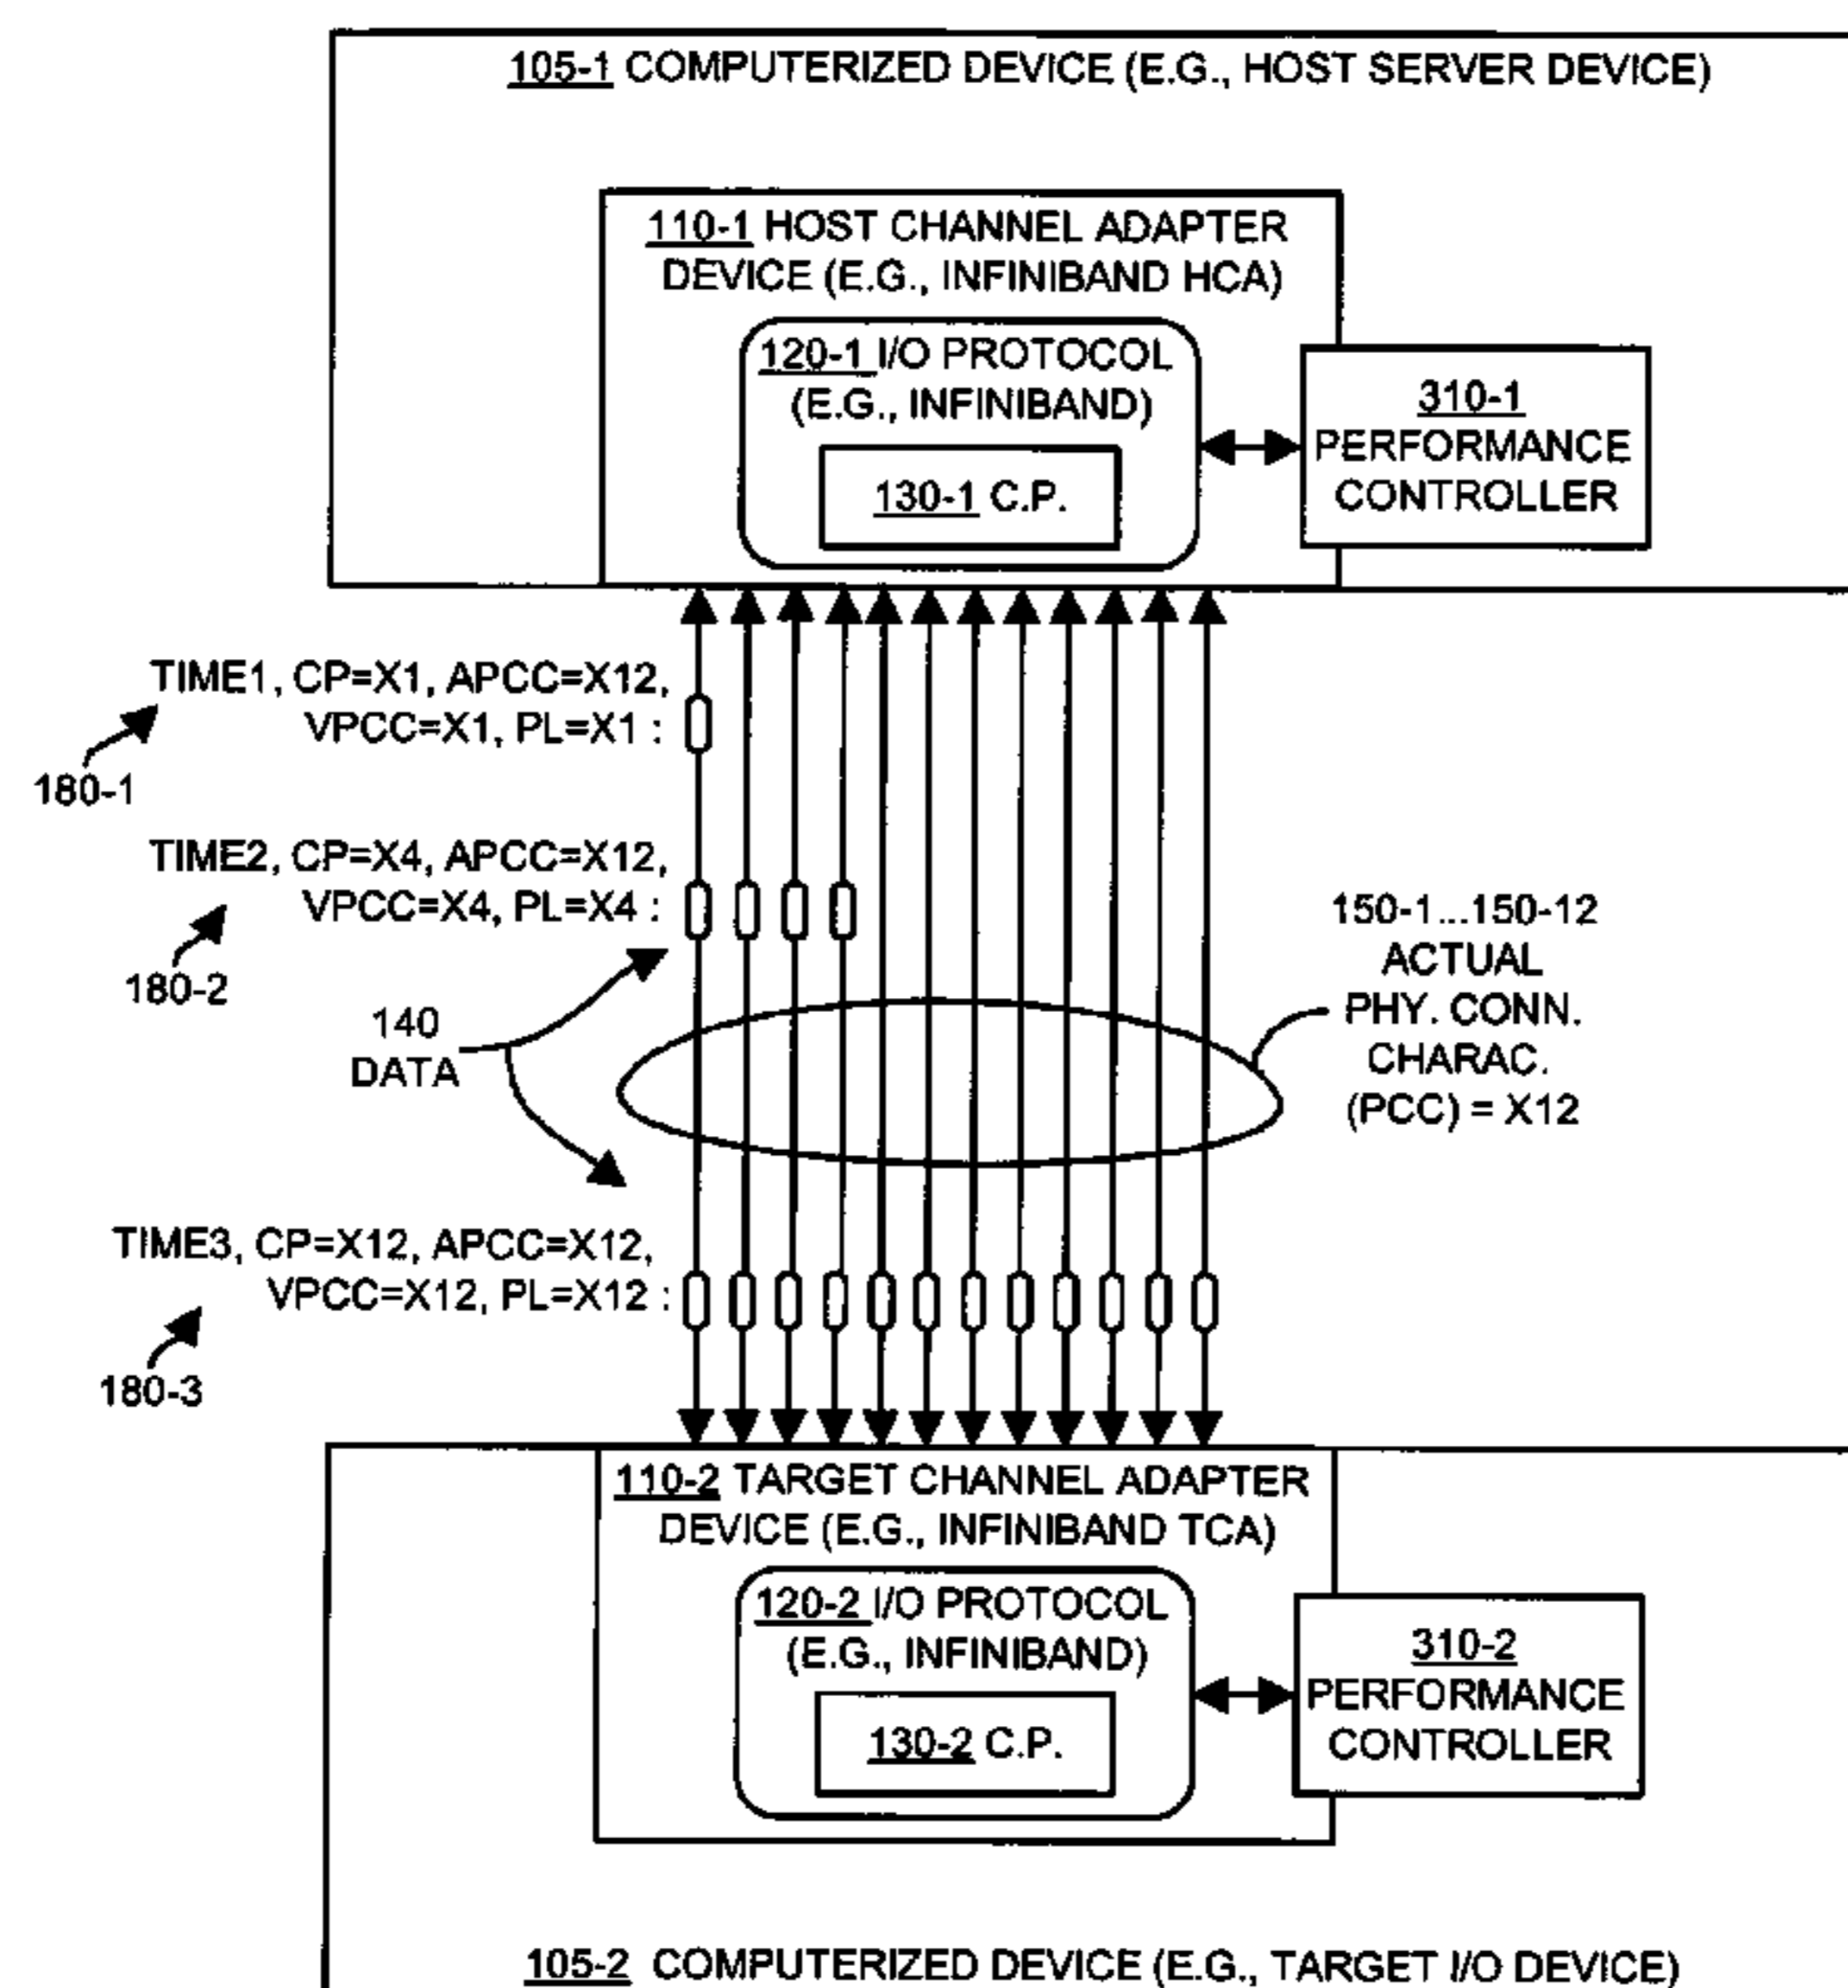 105-1 COMPUTERIZED DEVICE (E.G., HOST SERVER DEVICE)
110-1 HOST CHANNEL ADAPTER
DEVICE (E.G., INFINIBAND HCA)
120-1 I/O PROTOCOL
(E.G., INFINIBAND)
130-1 C.P.
310-1
PERFORMANCE
CONTROLLER
TIME1, CP=X1, APCC=X12,
VPCC=X1, PL=X1 :
180-1
TIME2, CP=X4, APCC=X12,
VPCC=X4, PL=X4 :
180-2
140
DATA
150-1...150-12
ACTUAL
PHY. CONN.
CHARAC.
(PCC) = X12
TIME3, CP=X12, APCC=X12,
VPCC=X12, PL=X12 :
180-3
110-2 TARGET CHANNEL ADAPTER
DEVICE (E.G., INFINIBAND TCA)
120-2 I/O PROTOCOL
(E.G., INFINIBAND)
130-2 C.P.
310-2
PERFORMANCE
CONTROLLER
105-2 COMPUTERIZED DEVICE (E.G., TARGET I/O DEVICE)